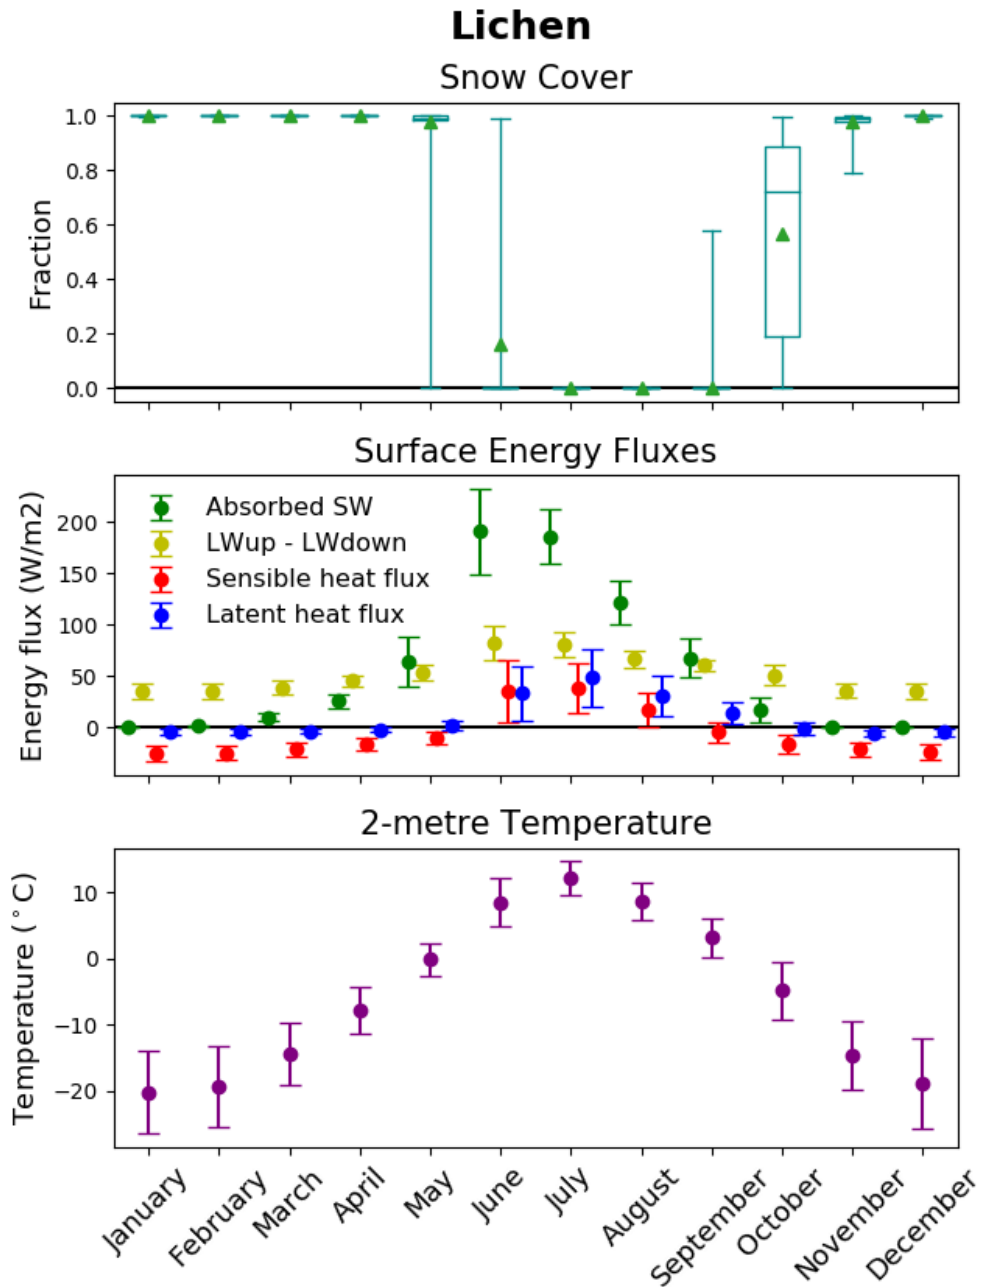 Lichen
Snow Cover
Fraction
1.0
0.8
0.6
0.4
0.2
0.0
Surface Energy Fluxes
Energy flux (W/m2)
200
150
100
50
0
Absorbed SW
LWup - LWdown
Sensible heat flux
Latent heat flux
2-metre Temperature
Temperature (°C)
10
0
−10
−20
January
February
March
April
May
June
July
August
September
October
November
December